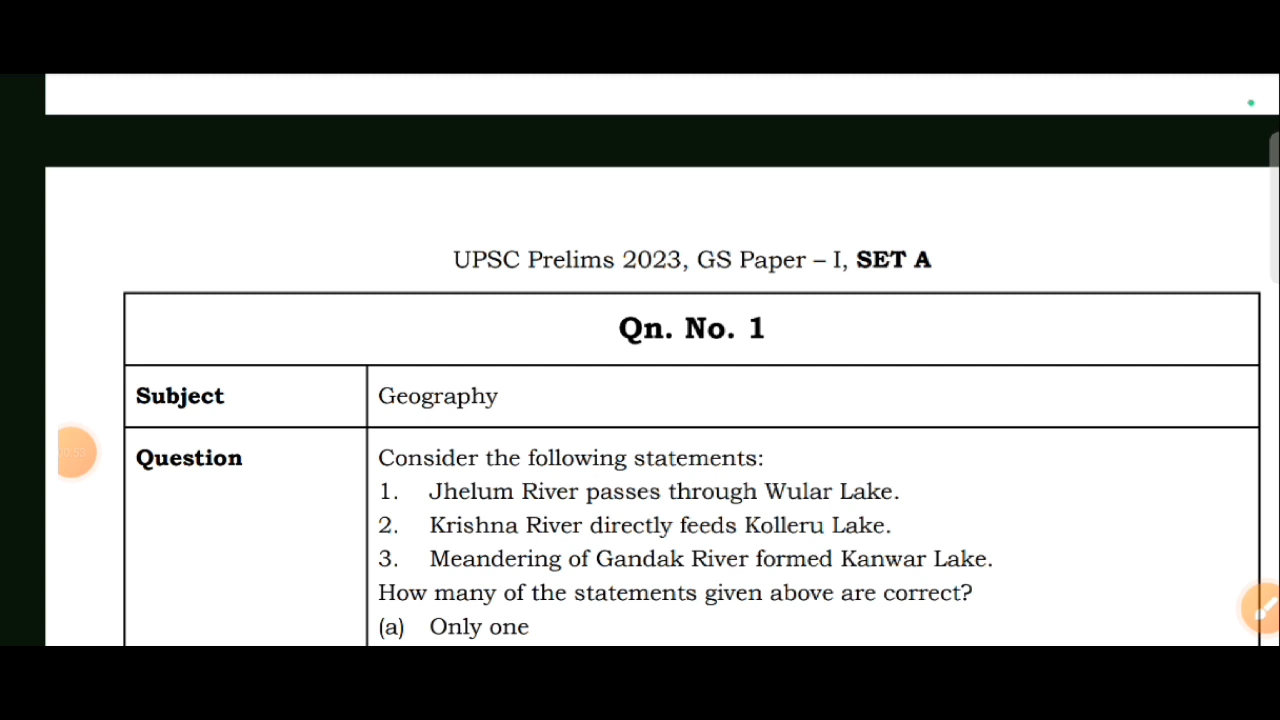 UPSC Prelims 2023, GS Paper – I, SET A
Qn. No. 1
Subject
Geography
Question
Consider the following statements:
1. Jhelum River passes through Wular Lake.
2. Krishna River directly feeds Kolleru Lake.
3. Meandering of Gandak River formed Kanwar Lake.
How many of the statements given above are correct?
(a) Only one